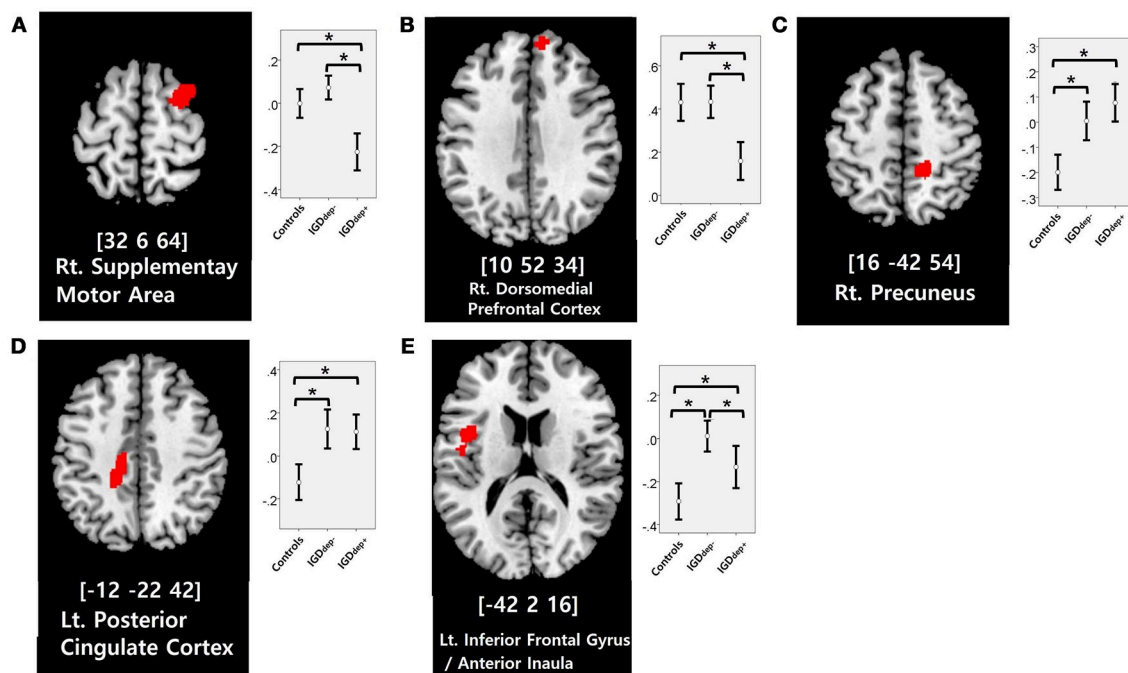 A
*
*
.2
.0
-.2
-.4
Controls
IGDdep-
IGDdep+
[32 6 64]
Rt. Supplementay
Motor Area
B
*
*
.6
.4
.2
.0
Controls
IGDdep-
IGDdep+
[10 52 34]
Rt. Dorsomedial
Prefrontal Cortex
C
*
*
.3
.2
.1
.0
-.1
-.2
-.3
Controls
IGDdep-
IGDdep+
[16 -42 54]
Rt. Precuneus
D
*
*
.4
.2
.0
-.2
Controls
IGDdep-
IGDdep+
[-12 -22 42]
Lt. Posterior
Cingulate Cortex
E
*
*
*
.2
.0
-.2
-.4
Controls
IGDdep-
IGDdep+
[-42 2 16]
Lt. Inferior Frontal Gyrus
/ Anterior Inaula